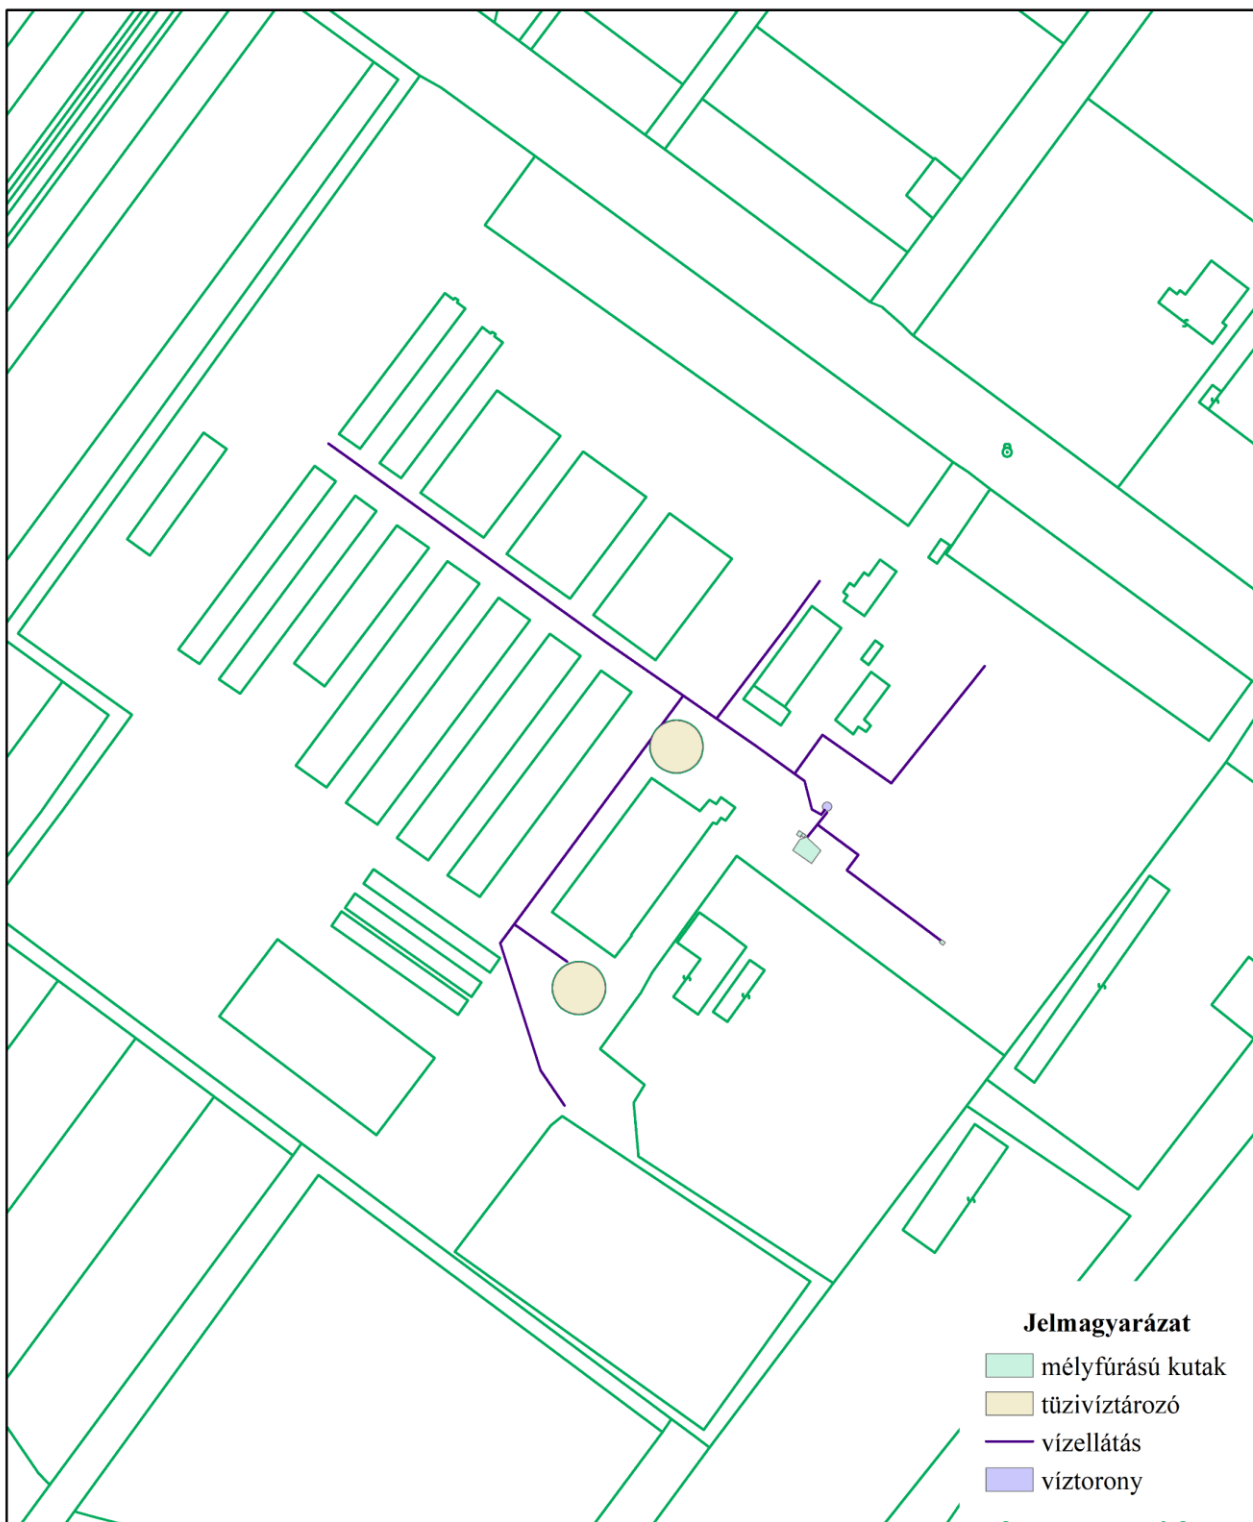 Jelmagyarázat
mélyfúrású kutak
tüzivíztározó
vízellátás
víztorony